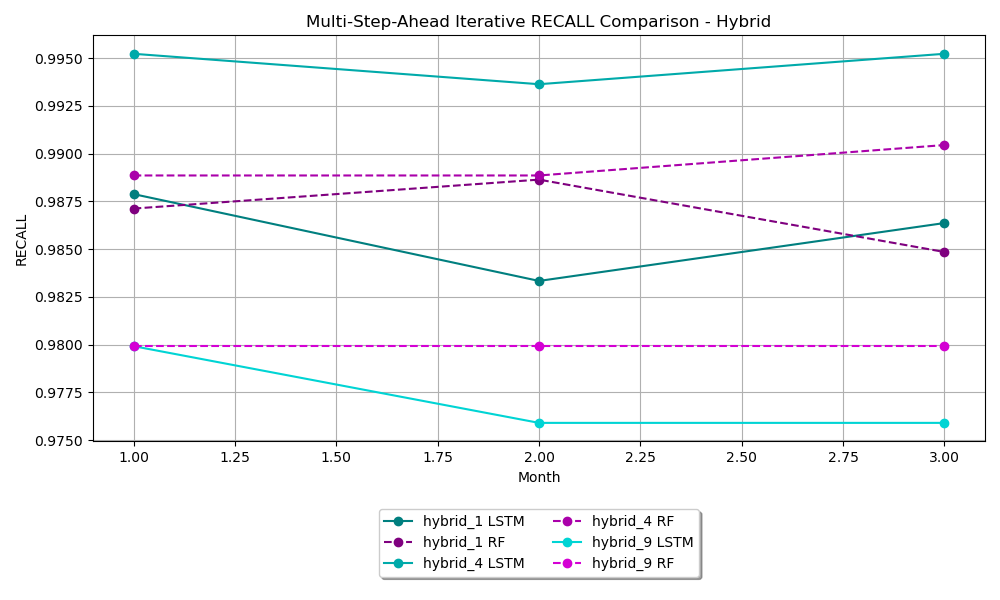 Multi-Step-Ahead Iterative RECALL Comparison - Hybrid
0.9950
0.9925
0.9900
0.9875
0.9850
0.9825
0.9800
0.9775
0.9750
RECALL
1.00 1.25 1.50 1.75 2.00 2.25 2.50 2.75 3.00
Month
hybrid_1 LSTM
hybrid_1 RF
hybrid_4 LSTM
hybrid_4 RF
hybrid_9 LSTM
hybrid_9 RF